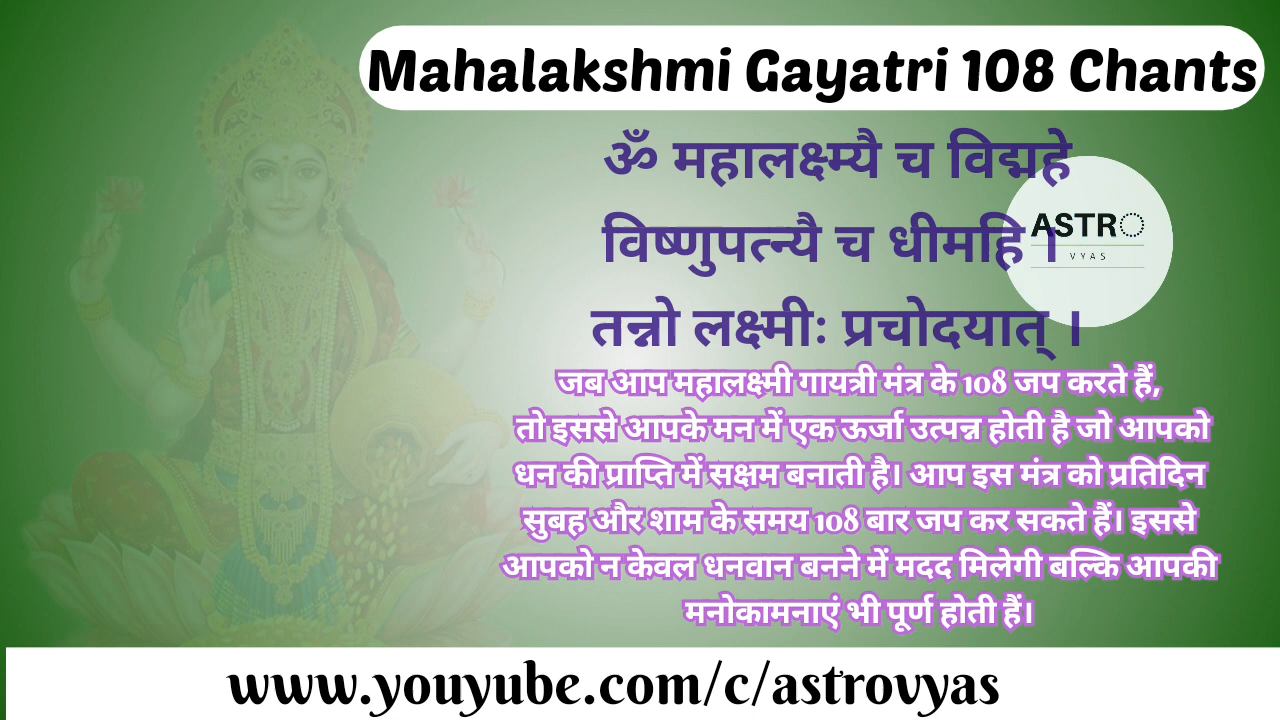 Mahalakshmi Gayatri 108 Chants
ॐ महालक्ष्म्यै च विद्महे
विष्णुपत्न्यै च धीमहि ।
ASTRO
VYAS
तन्नो लक्ष्मीः प्रचोदयात् ।
जब आप महालक्ष्मी गायत्री मंत्र के 108 जप करते हैं,
तो इससे आपके मन में एक ऊर्जा उत्पन्न होती है जो आपको
धन की प्राप्ति में सक्षम बनाती है। आप इस मंत्र को प्रतिदिन
सुबह और शाम के समय 108 बार जप कर सकते हैं। इससे
आपको न केवल धनवान बनने में मदद मिलेगी बल्कि आपकी
मनोकामनाएं भी पूर्ण होती हैं।
www.youyube.com/c/astrovyas